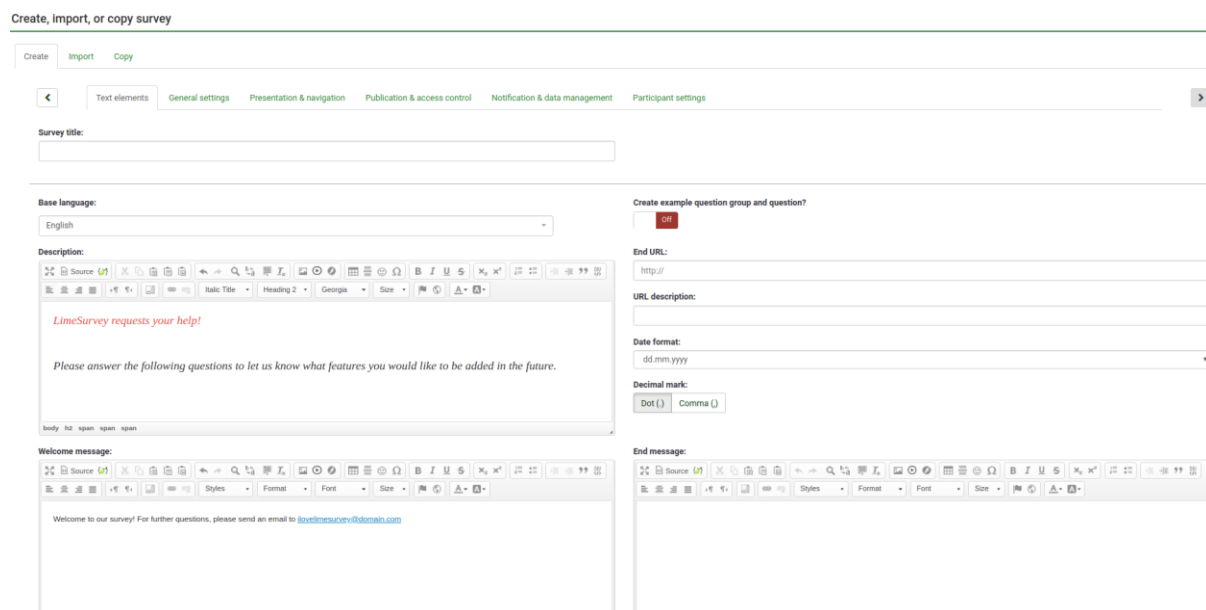 Create, import, or copy survey
Create Import Copy
Text elements General settings Presentation & navigation Publication & access control Notification & data management Participant settings
Survey title:
Base language:
English
Create example question group and question?
Off
Description:
Source
Italic Title Heading 2 Georgia Size
LimeSurvey requests your help!
Please answer the following questions to let us know what features you would like to be added in the future.
body h2 span span span
End URL:
http://
URL description:
Date format:
dd.mm.yyyy
Decimal mark:
Dot (.) Comma (,)
Welcome message:
Source
Styles Format Font Size
Welcome to our survey! For further questions, please send an email to ilovelimesurvey@domain.com
End message:
Source
Styles Format Font Size